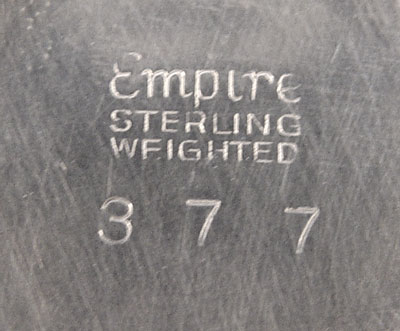 Empire
STERLING
WEIGHTED
3 7 7